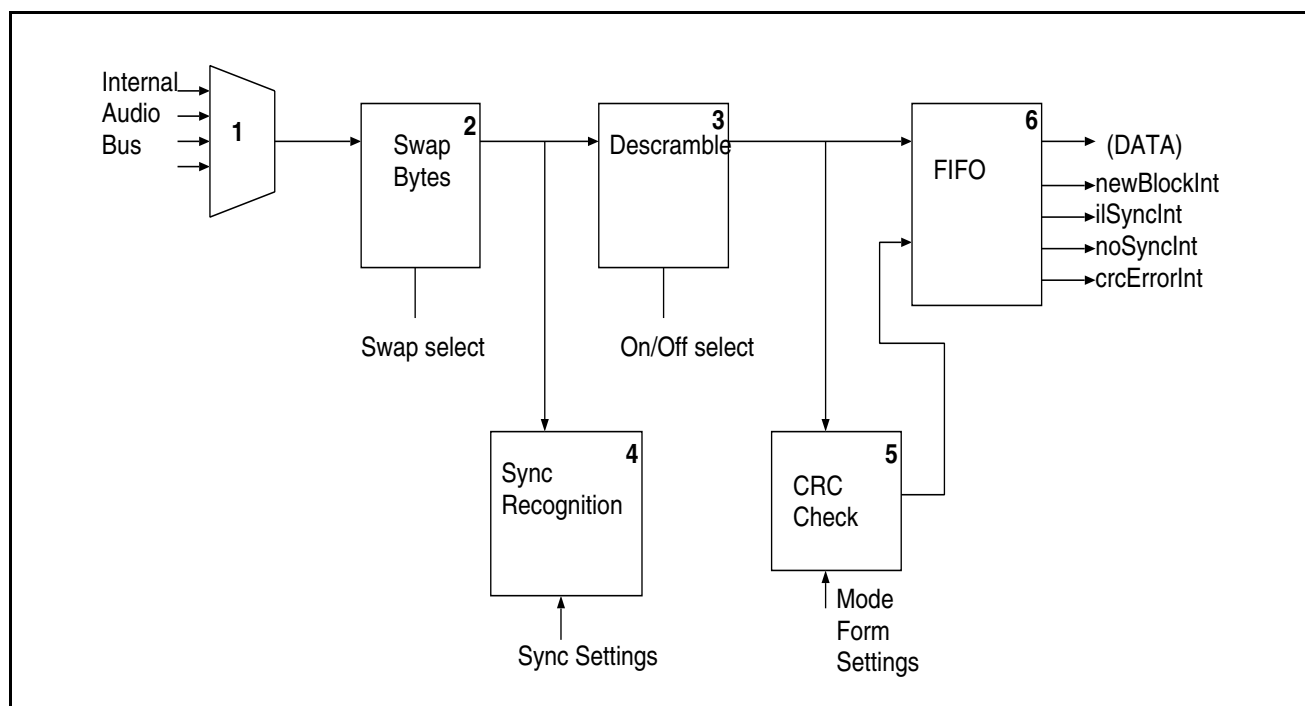 Internal
Audio
Bus
1
2
Swap
Bytes
Swap select
3
Descramble
On/Off select
6
FIFO
(DATA)
newBlockInt
ilSyncInt
noSyncInt
crcErrorInt
4
Sync
Recognition
Sync Settings
5
CRC
Check
Mode
Form
Settings